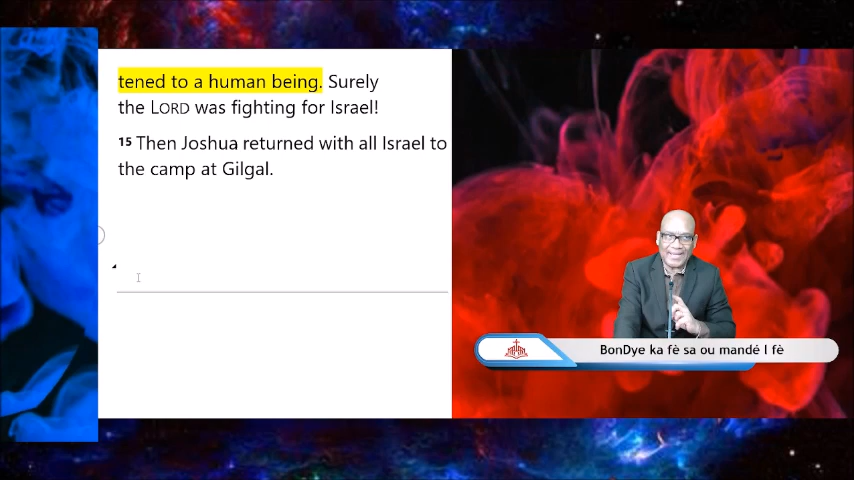 tened to a human being. Surely
the LORD was fighting for Israel!
15 Then Joshua returned with all Israel to
the camp at Gilgal.
BonDye ka fè sa ou mandé l fè